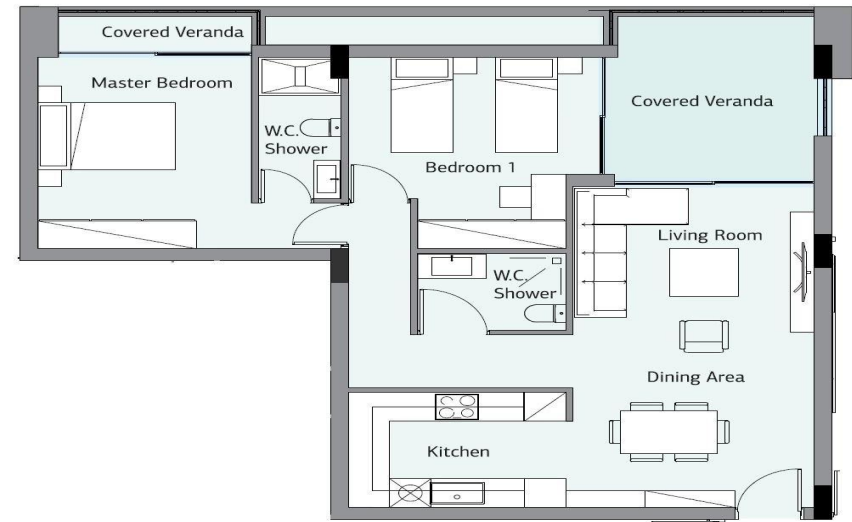 Covered Veranda
Master Bedroom
Covered Veranda
W.C.
Shower
Bedroom 1
Living Room
W.C.
Shower
Dining Area
Kitchen